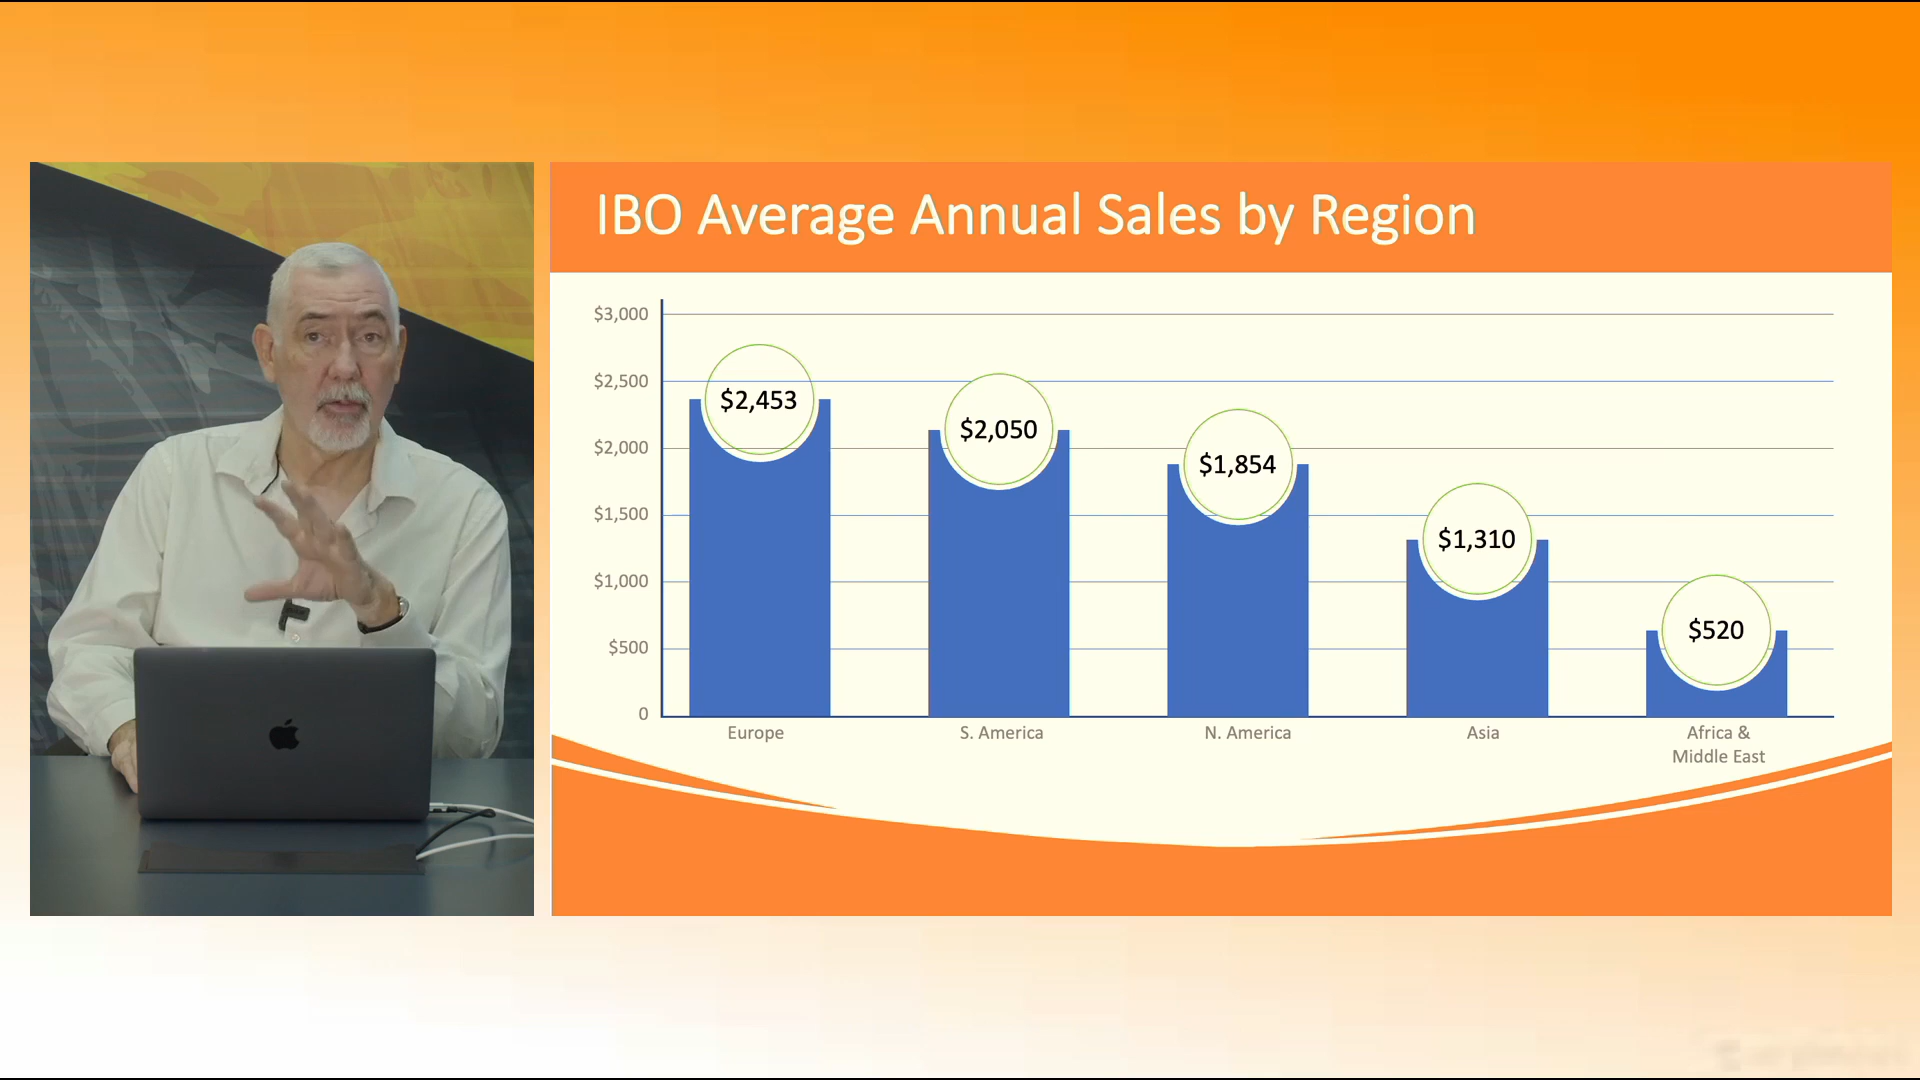 IBO Average Annual Sales by Region
$3,000
$2,500
$2,000
$1,500
$1,000
$500
0
$2,453
$2,050
$1,854
$1,310
$520
Europe
S. America
N. America
Asia
Africa &
Middle East